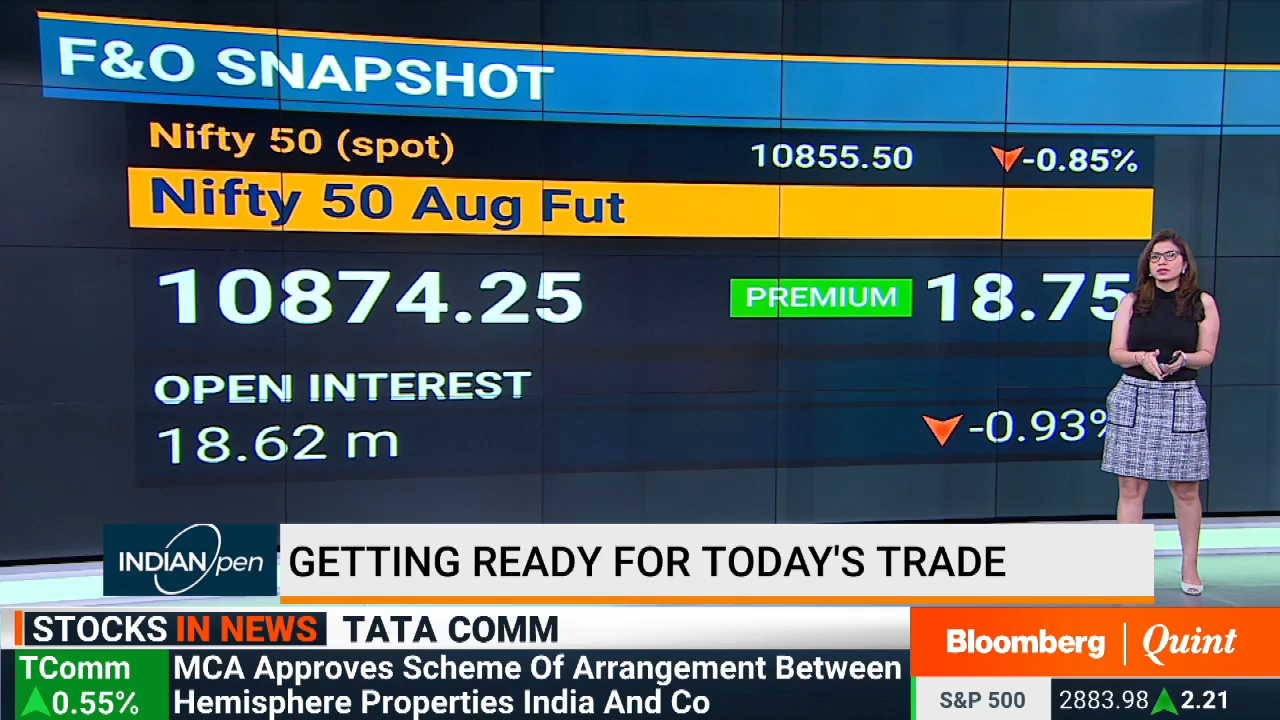 F&O SNAPSHOT
Nifty 50 (spot) 10855.50 -0.85%
Nifty 50 Aug Fut
10874.25 PREMIUM 18.75
OPEN INTEREST
18.62 m -0.93%
INDIAN Open GETTING READY FOR TODAY'S TRADE
STOCKS IN NEWS TATA COMM
TComm
0.55%
MCA Approves Scheme Of Arrangement Between
Hemisphere Properties India And Co
Bloomberg | Quint
S&P 500 2883.98 2.21